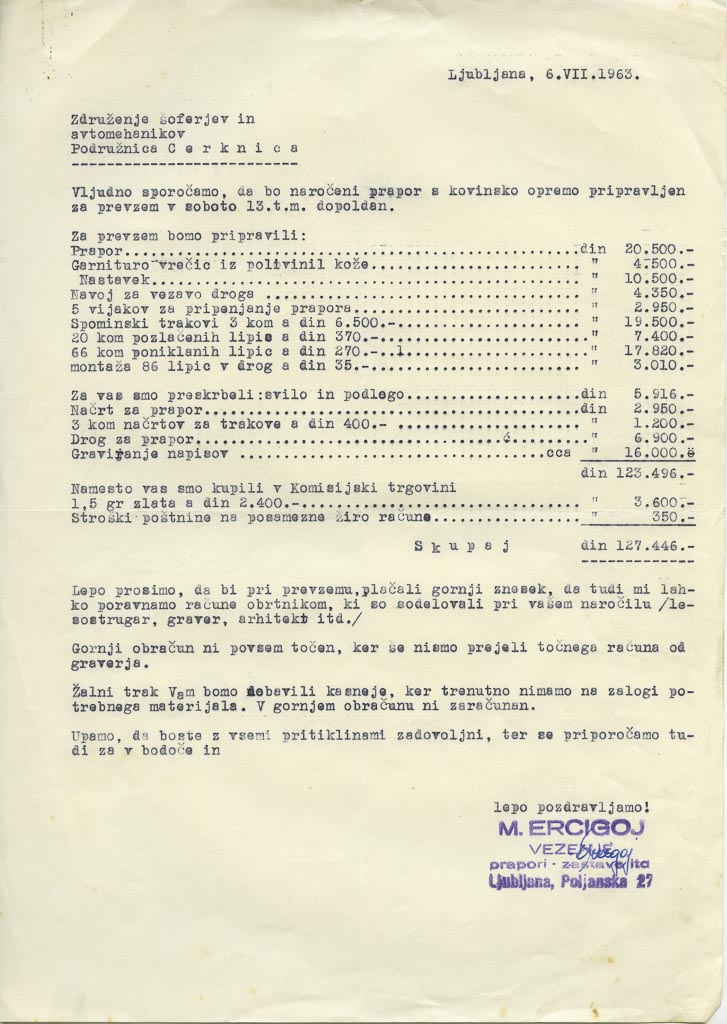 Ljubljana, 6.VII.1963.
Združenje šoferjev in
avtomehanikov
Podružnica C e r k n i c a
---------------------------
Vljudno sporočamo, da bo naročeni prapor s kovinsko opremo pripravljen
za prevzem v soboto 13.t.m. dopoldan.
Za prevzem bomo pripravili:
Prapor..........................................din 20.500.-
Garnituro vrečic iz polivinil kože.............. " 4.500.-
Nastavek........................................ " 10.500.-
Navoj za vezavo droga .......................... " 4.350.-
5 vijakov za pripenjanje prapora................ " 2.950.-
Spominski trakovi 3 kom a din 6.500.-........... " 19.500.-
20 kom pozlačenih lipic a din 370.-............. " 7.400.-
66 kom poniklanih lipic a din 270.-..1.......... " 17.820.-
montaža 86 lipic v drog a din 35.-.............. " 3.010.-
Za vas smo preskrbeli:svilo in podlego..........din 5.916.-
Načrt za prapor.................................din 2.950.-
3 kom načrtov za trakove a din 400.- ........... " 1.200.-
Drog za prapor.................................. " 6.900.-
Graviranje napisov .........................cca " 16.000.-
din 123.496.-
Namesto vas smo kupili v Komisijski trgovini
1,5 gr zlata a din 2.400.-...................... " 3.600.-
Stroški poštnine na posamezne žiro račune....... " 350.-
S k u p a j din 127.446.-
-------------
Lepo prosimo, da bi pri prevzemu,plačali gornji znesek, da tudi mi lah-
ko poravnamo račune obrtnikom, ki so sodelovali pri vašem naročilu /le-
sostrugar, graver, arhitekt itd./
Gornji obračun ni povsem točen, ker še nismo prejeli točnega računa od
graverja.
Žalni trak Vam bomo dobavili kasneje, ker trenutno nimamo na zalogi po-
trebnega materijala. V gornjem obračunu ni zaračunan.
Upamo, da boste z vsemi pritiklinami zadovoljni, ter se priporočamo tu-
di za v bodoče in
lepo pozdravljamo!
M. ERCIGOJ
VEZENJE
prapori - zastave itd
Ljubljana, Poljanska 27